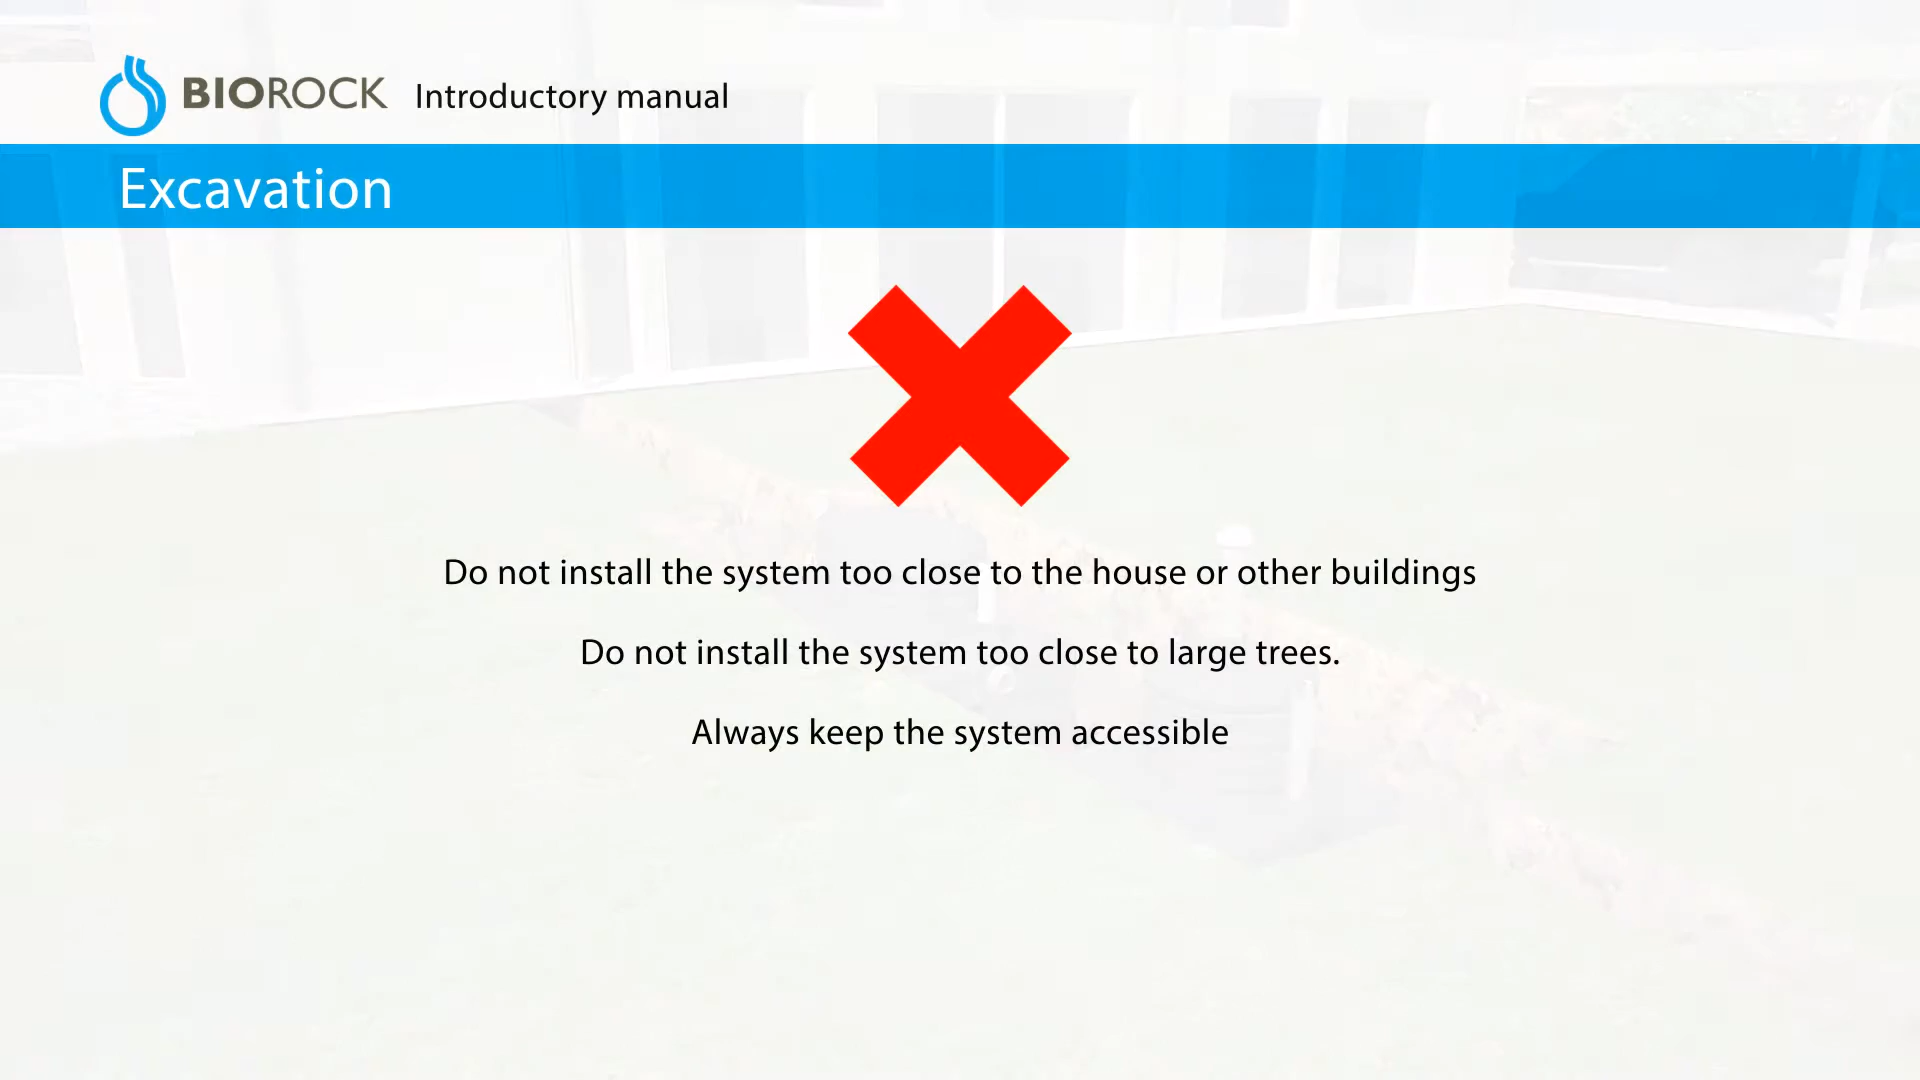 BIOROCK Introductory manual
Excavation
Do not install the system too close to the house or other buildings
Do not install the system too close to large trees.
Always keep the system accessible